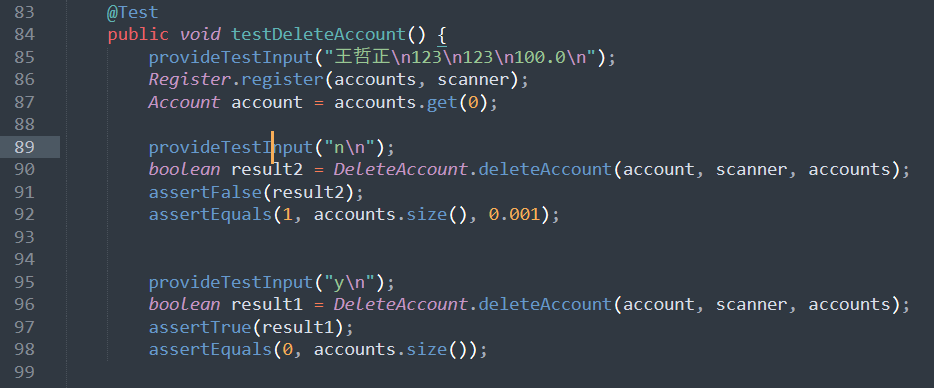 83 @Test
84 public void testDeleteAccount() {
85 provideTestInput("王哲正\n123\n123\n100.0\n");
86 Register.register(accounts, scanner);
87 Account account = accounts.get(0);
88
89 provideTestInput("n\n");
90 boolean result2 = DeleteAccount.deleteAccount(account, scanner, accounts);
91 assertFalse(result2);
92 assertEquals(1, accounts.size(), 0.001);
93
94
95 provideTestInput("y\n");
96 boolean result1 = DeleteAccount.deleteAccount(account, scanner, accounts);
97 assertTrue(result1);
98 assertEquals(0, accounts.size());
99